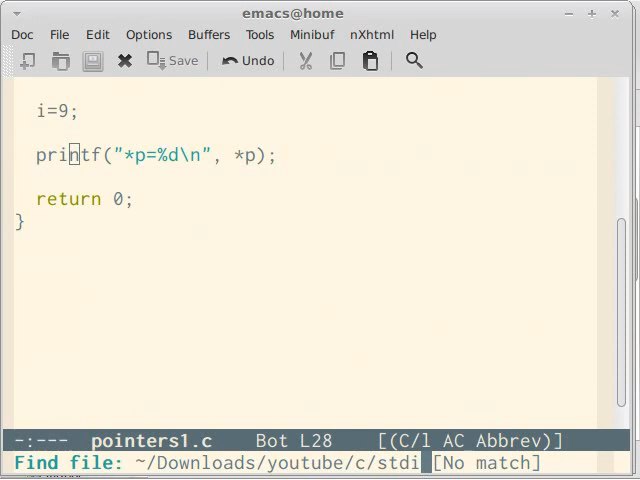 emacs@home
Doc File Edit Options Buffers Tools Minibuf nXhtml Help
Save Undo
i=9;
printf("*p=%d\n", *p);
return 0;
}
-:--- pointers1.c Bot L28 [(C/l AC Abbrev)]
Find file: ~/Downloads/youtube/c/stdi [No match]